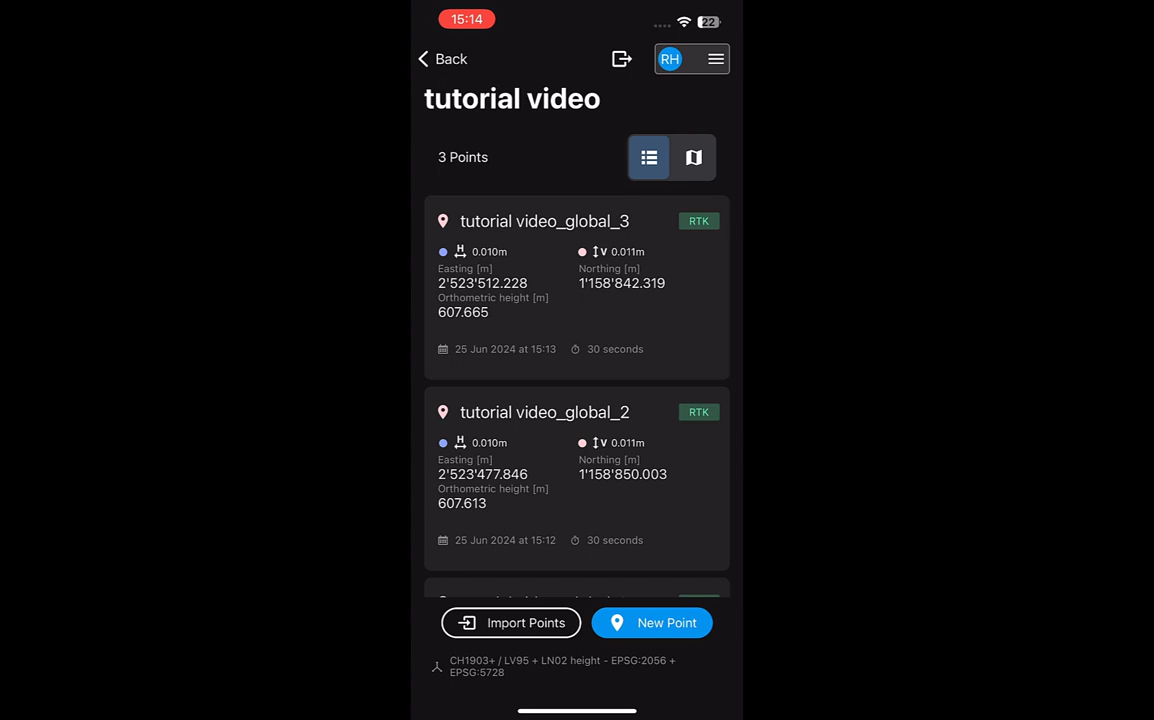 15:14
22
Back
RH
tutorial video
3 Points
tutorial video_global_3
RTK
H 0.010m
V 0.011m
Easting [m]
Northing [m]
2'523'512.228
1'158'842.319
Orthometric height [m]
607.665
25 Jun 2024 at 15:13
30 seconds
tutorial video_global_2
RTK
H 0.010m
V 0.011m
Easting [m]
Northing [m]
2'523'477.846
1'158'850.003
Orthometric height [m]
607.613
25 Jun 2024 at 15:12
30 seconds
Import Points
New Point
CH1903+ / LV95 + LN02 height - EPSG:2056 +
EPSG:5728